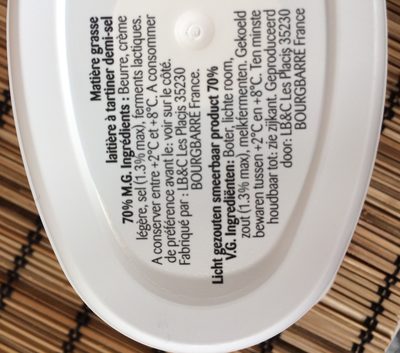 Matière grasse
laitière à tartiner demi-sel
70% M.G. Ingrédients : Beurre, crème
légère, sel (1.3% max), ferments lactiques.
A conserver entre +2°C et +8°C. A consommer
de préférence avant le : voir sur le côté.
Fabriqué par : LB&C Les Placis 35230
BOURGBARRÉ France.
Licht gezouten smeerbaar product 70%
V.G. Ingrediënten: Boter, lichte room,
zout (1.3% max), melkfermenten. Gekoeld
bewaren tussen +2°C en +8°C. Ten minste
houdbaar tot: zie zijkant. Geproduceerd
door: LB&C Les Placis 35230
BOURGBARRÉ France